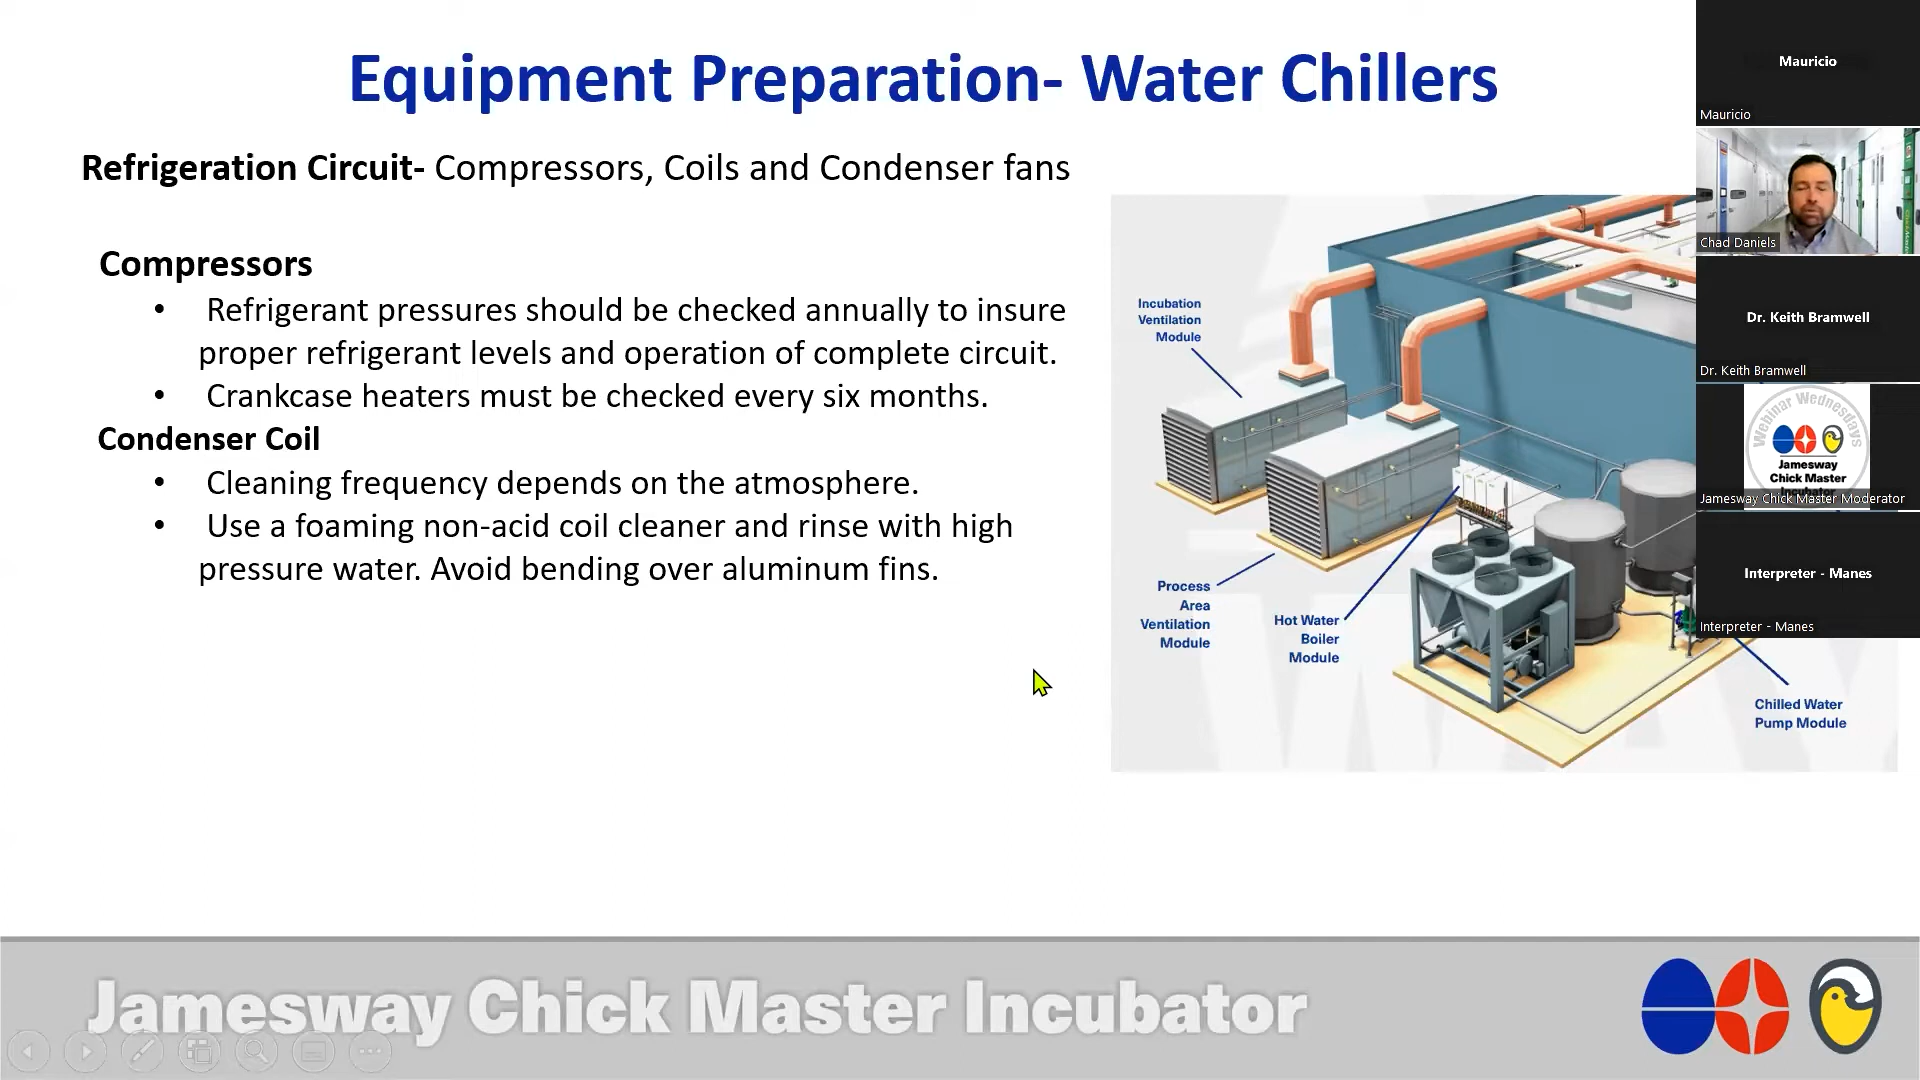 Equipment Preparation- Water Chillers
Refrigeration Circuit- Compressors, Coils and Condenser fans
Compressors
• Refrigerant pressures should be checked annually to insure
proper refrigerant levels and operation of complete circuit.
• Crankcase heaters must be checked every six months.
Condenser Coil
• Cleaning frequency depends on the atmosphere.
• Use a foaming non-acid coil cleaner and rinse with high
pressure water. Avoid bending over aluminum fins.
Incubation
Ventilation
Module
Process
Area
Ventilation
Module
Hot Water
Boiler
Module
Chilled Water
Pump Module
Mauricio
Mauricio
Chad Daniels
Dr. Keith Bramwell
Dr. Keith Bramwell
Webinar Wednesdays
Jamesway
Chick Master
Jamesway Chick Master Moderator
Interpreter - Manes
Interpreter - Manes
Jamesway Chick Master Incubator